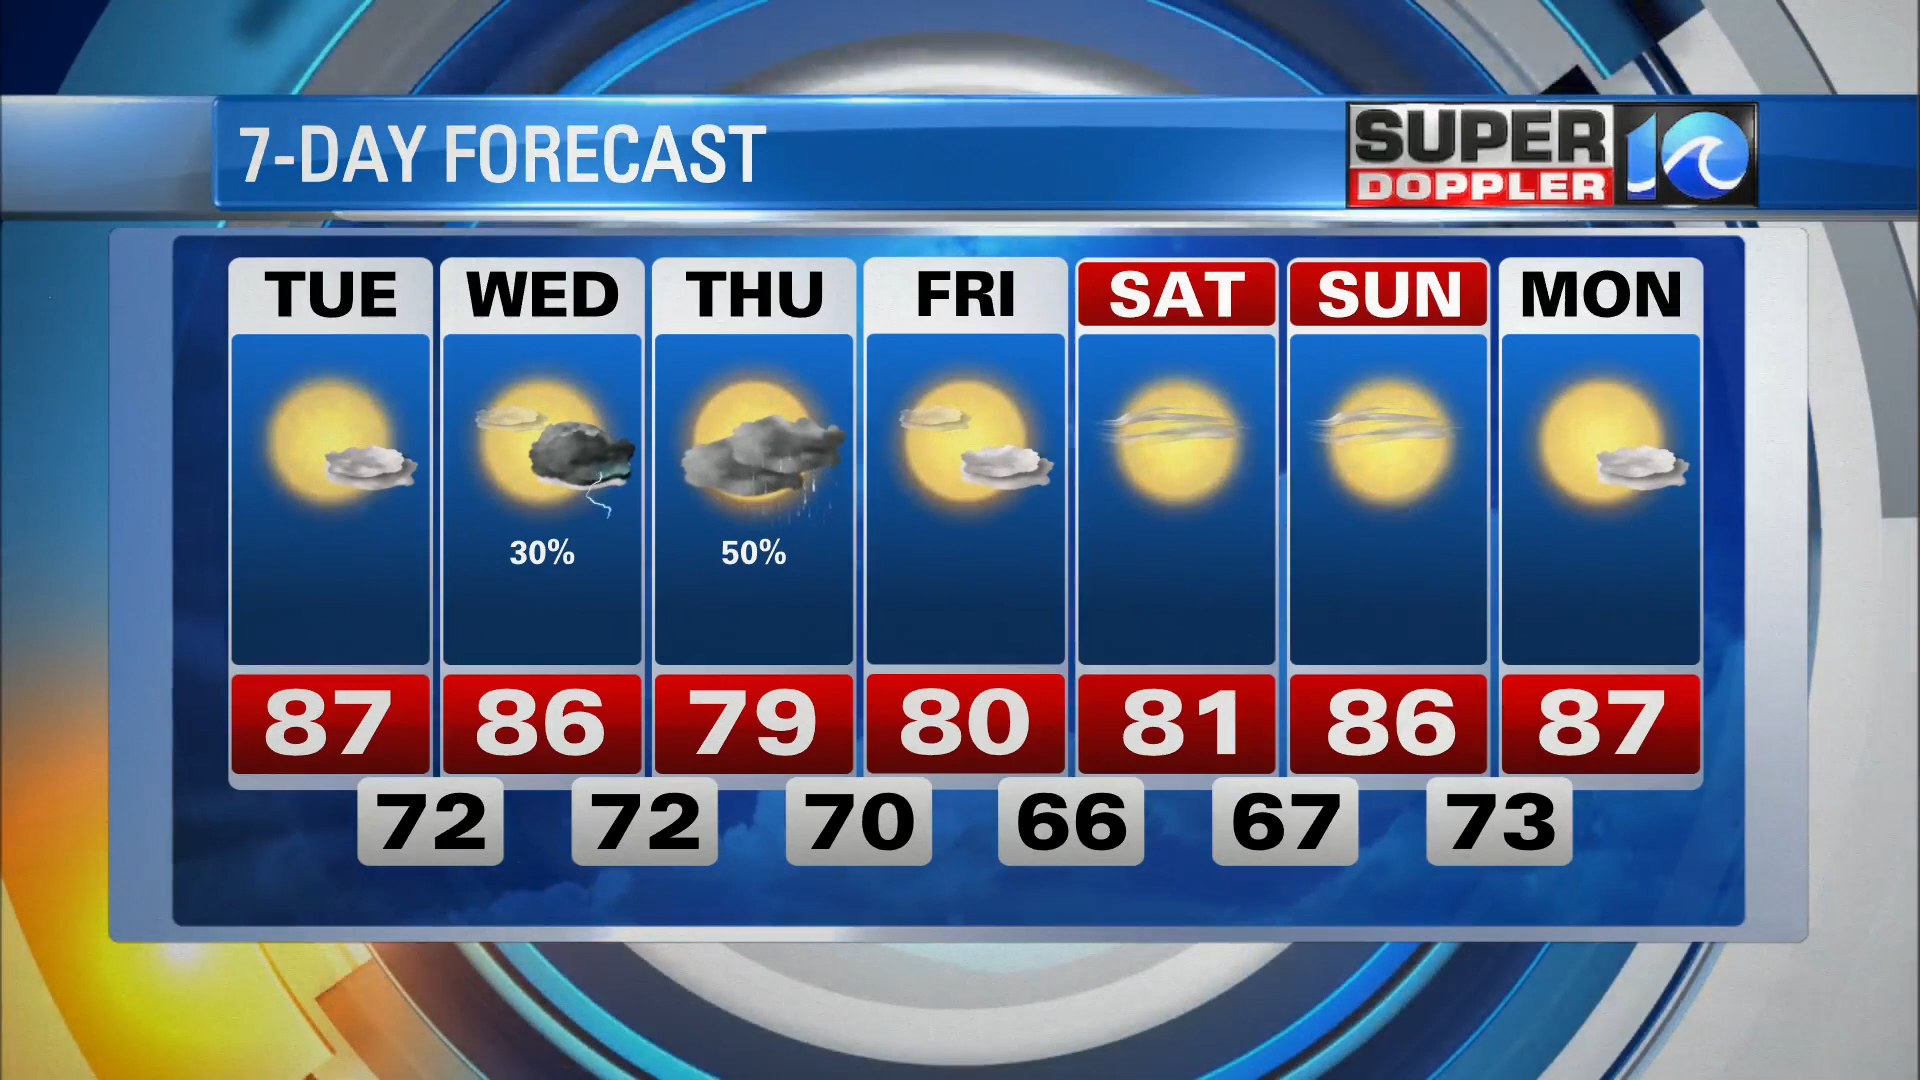 7-DAY FORECAST
SUPER
DOPPLER
10
TUE WED THU FRI SAT SUN MON
30% 50%
87 86 79 80 81 86 87
72 72 70 66 67 73